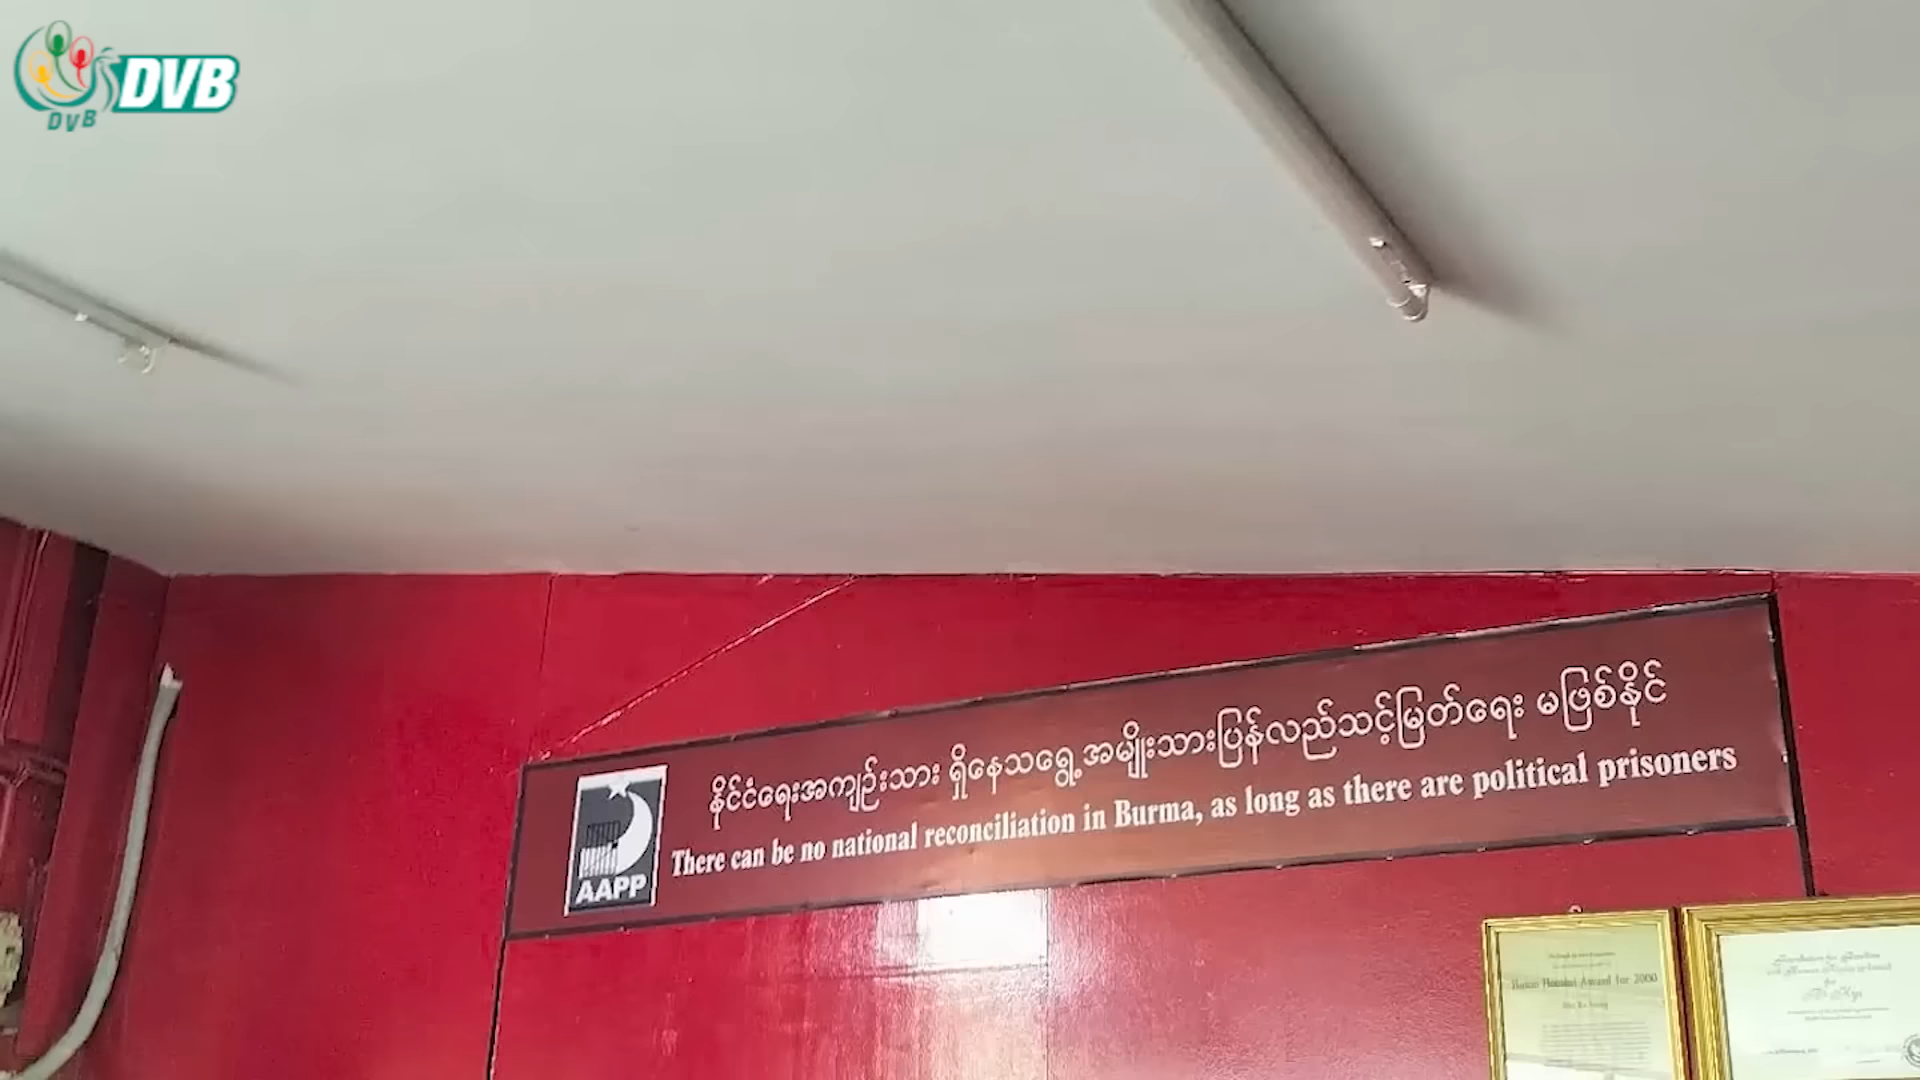 DVB
DVB
နိုင်ငံရေးအကျဉ်းသား ရှိနေသရွေ့ အမျိုးသားပြန်လည်သင့်မြတ်ရေး မဖြစ်နိုင်
There can be no national reconciliation in Burma, as long as there are political prisoners
AAPP
Award for 2000